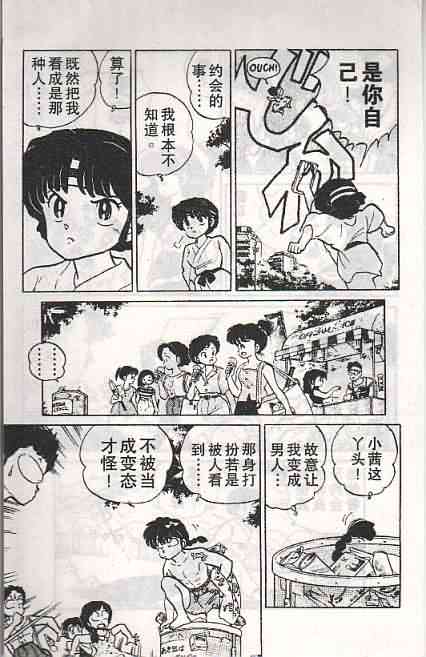 是你自
己！
OUCH!
约会的
事……
我根本不
知道。
算了！
既然把我
看成是那
种人……
………
………
小茜这
丫头！
故意让
我变成
男人…
那身打
扮若是
被人看
到…
不被当
成变态
才怪！